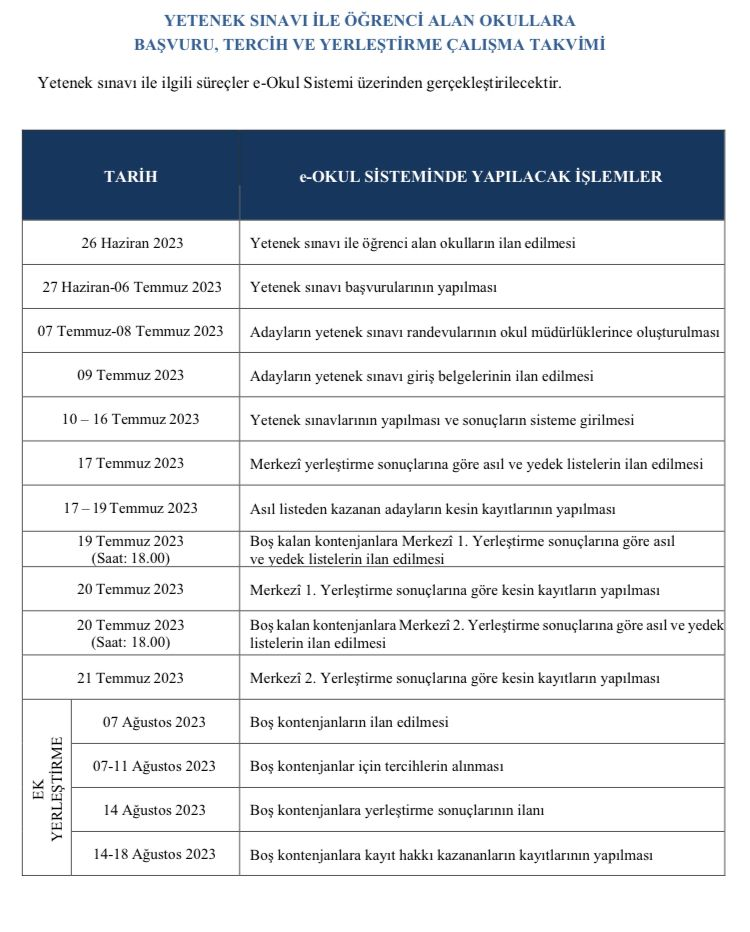 YETENEK SINAVI İLE ÖĞRENCİ ALAN OKULLARA
BAŞVURU, TERCİH VE YERLEŞTİRME ÇALIŞMA TAKVİMİ
Yetenek sınavı ile ilgili süreçler e-Okul Sistemi üzerinden gerçekleştirilecektir.
TARİH
e-OKUL SİSTEMİNDE YAPILACAK İŞLEMLER
26 Haziran 2023
Yetenek sınavı ile öğrenci alan okulların ilan edilmesi
27 Haziran-06 Temmuz 2023
Yetenek sınavı başvurularının yapılması
07 Temmuz-08 Temmuz 2023
Adayların yetenek sınavı randevularının okul müdürlüklerince oluşturulması
09 Temmuz 2023
Adayların yetenek sınavı giriş belgelerinin ilan edilmesi
10 – 16 Temmuz 2023
Yetenek sınavlarının yapılması ve sonuçların sisteme girilmesi
17 Temmuz 2023
Merkezî yerleştirme sonuçlarına göre asıl ve yedek listelerin ilan edilmesi
17 – 19 Temmuz 2023
Asıl listeden kazanan adayların kesin kayıtlarının yapılması
19 Temmuz 2023
(Saat: 18.00)
Boş kalan kontenjanlara Merkezî 1. Yerleştirme sonuçlarına göre asıl
ve yedek listelerin ilan edilmesi
20 Temmuz 2023
Merkezî 1. Yerleştirme sonuçlarına göre kesin kayıtların yapılması
20 Temmuz 2023
(Saat: 18.00)
Boş kalan kontenjanlara Merkezî 2. Yerleştirme sonuçlarına göre asıl ve yedek
listelerin ilan edilmesi
21 Temmuz 2023
Merkezî 2. Yerleştirme sonuçlarına göre kesin kayıtların yapılması
EK
YERLEŞTİRME
07 Ağustos 2023
Boş kontenjanların ilan edilmesi
07-11 Ağustos 2023
Boş kontenjanlar için tercihlerin alınması
14 Ağustos 2023
Boş kontenjanlara yerleştirme sonuçlarının ilanı
14-18 Ağustos 2023
Boş kontenjanlara kayıt hakkı kazananların kayıtlarının yapılması